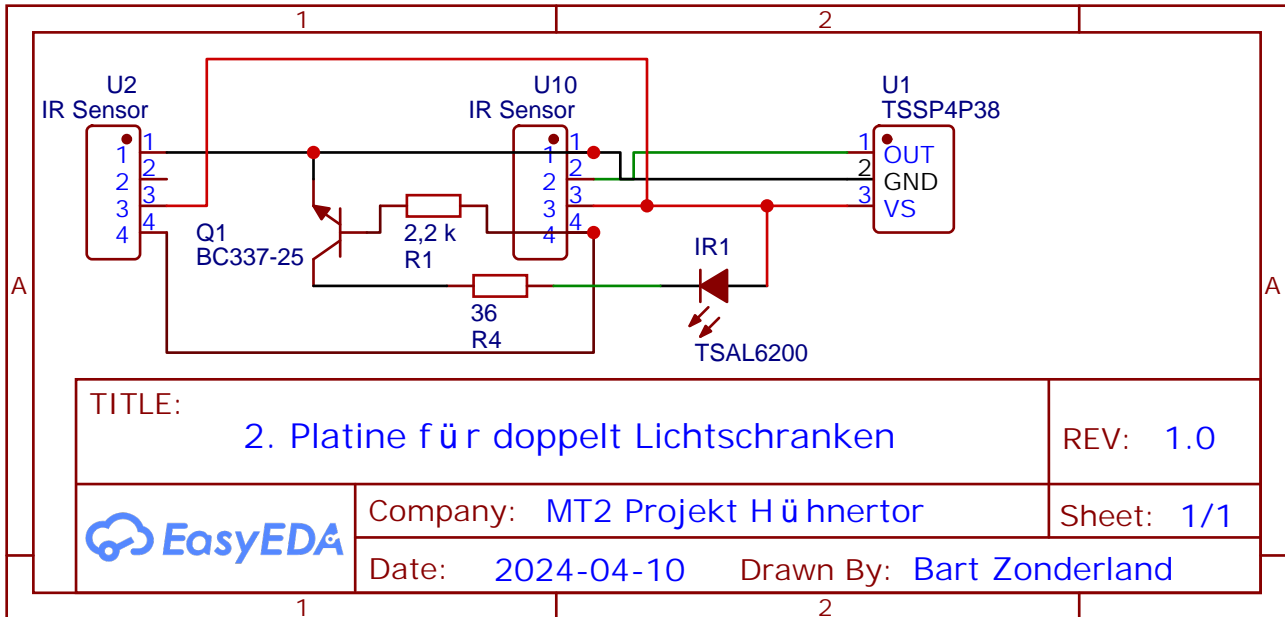 1 2
U2
IR Sensor
1 1
2 2
3 3
4 4
U10
IR Sensor
1 1
2 2
3 3
4 4
U1
TSSP4P38
1 OUT
2 GND
3 VS
Q1
BC337-25
2,2 k
R1
36
R4
IR1
TSAL6200
A A
TITLE:
2. Platine für doppelt Lichtschranken
REV: 1.0
EasyEDA
Company: MT2 Projekt Hühnertor
Sheet: 1/1
Date: 2024-04-10 Drawn By: Bart Zonderland
1 2